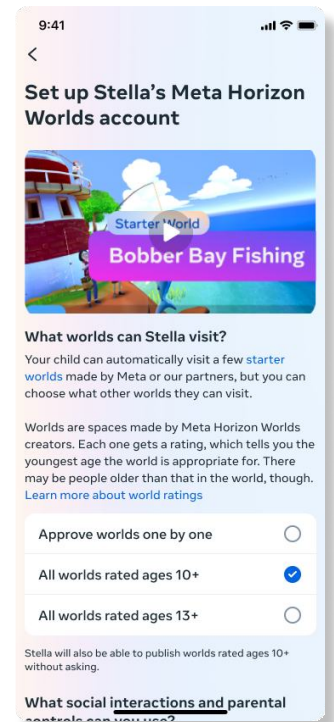 9:41
Set up Stella's Meta Horizon
Worlds account
Starter World
Bobber Bay Fishing
What worlds can Stella visit?
Your child can automatically visit a few starter
worlds made by Meta or our partners, but you can
choose what other worlds they can visit.
Worlds are spaces made by Meta Horizon Worlds
creators. Each one gets a rating, which tells you the
youngest age the world is appropriate for. There
may be people older than that in the world, though.
Learn more about world ratings
Approve worlds one by one
All worlds rated ages 10+
All worlds rated ages 13+
Stella will also be able to publish worlds rated ages 10+
without asking.
What social interactions and parental
controls can you use?